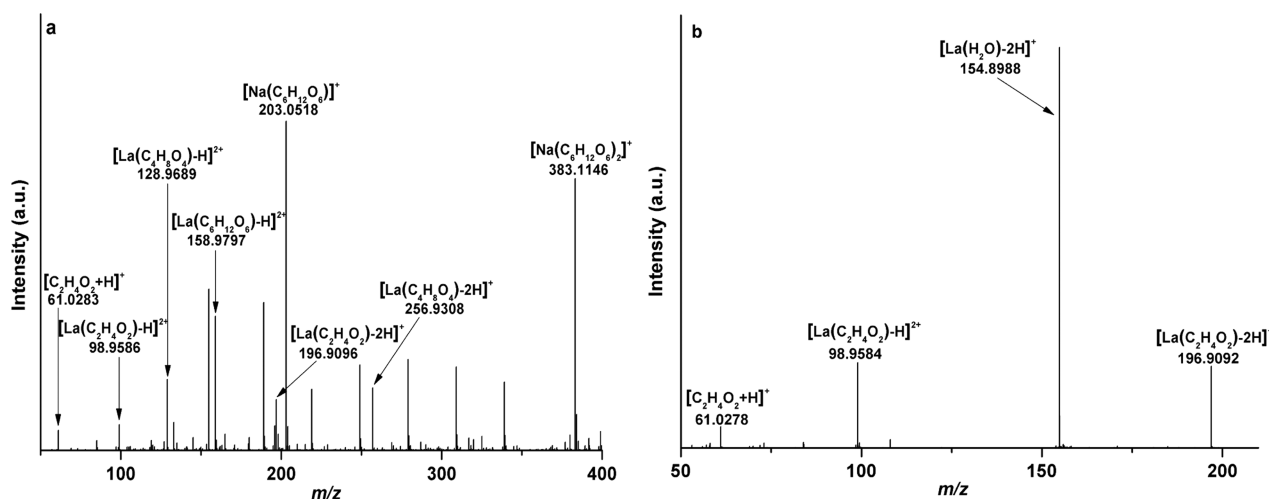 a
[Na(C₆H₁₂O₆)]⁺
203.0518
[La(C₄H₈O₄)-H]²⁺
128.9689
[Na(C₆H₁₂O₆)₂]⁺
383.1146
[La(C₆H₁₂O₆)-H]²⁺
158.9797
[C₂H₄O₂+H]⁺
61.0283
[La(C₂H₄O₂)-H]²⁺
98.9586
[La(C₄H₈O₄)-2H]⁺
256.9308
[La(C₂H₄O₂)-2H]⁺
196.9096
Intensity (a.u.)
100 200 300 400
m/z
b
[La(H₂O)-2H]⁺
154.8988
[La(C₂H₄O₂)-H]²⁺
98.9584
[La(C₂H₄O₂)-2H]⁺
196.9092
[C₂H₄O₂+H]⁺
61.0278
Intensity (a.u.)
50 100 150 200
m/z